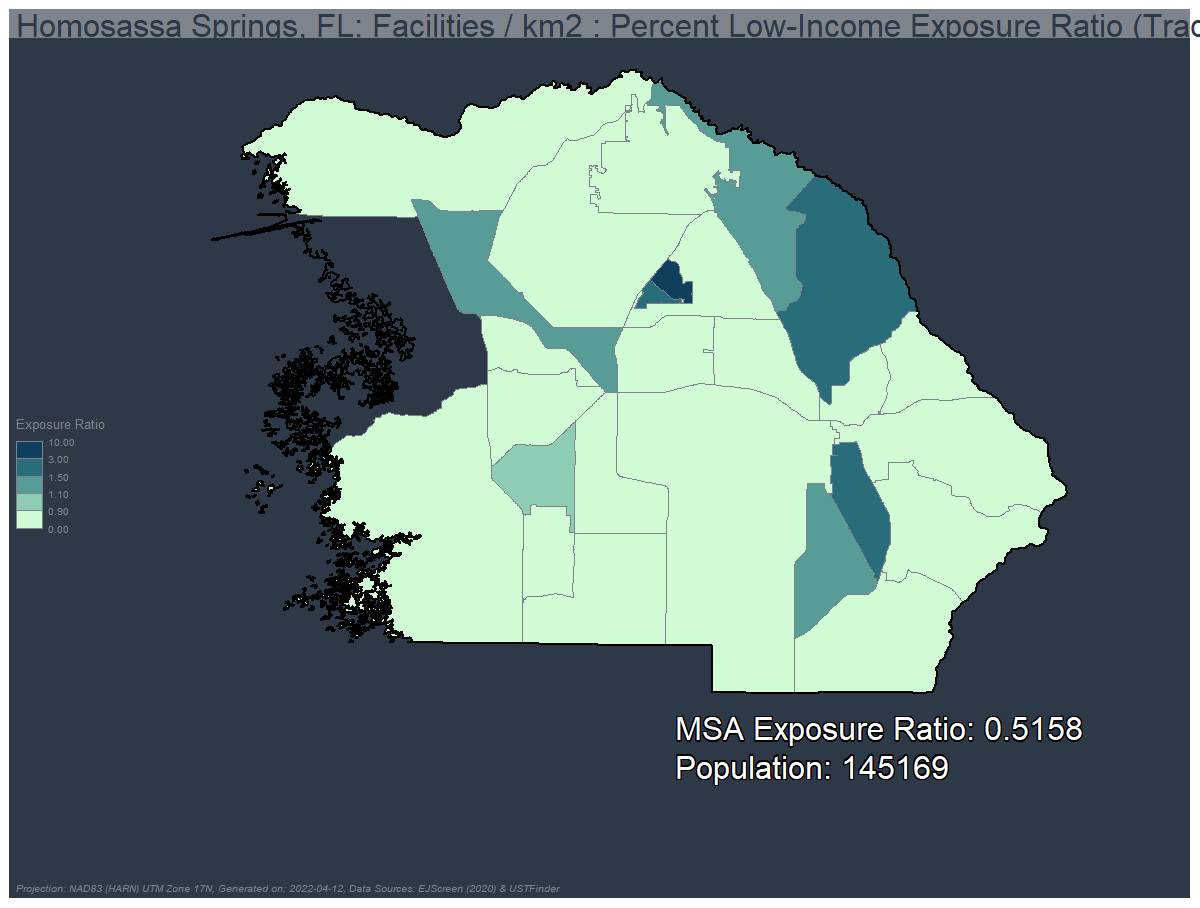 Homosassa Springs, FL: Facilities / km2 : Percent Low-Income Exposure Ratio (Trac
Exposure Ratio
10.00
3.00
1.50
1.10
0.90
0.00
MSA Exposure Ratio: 0.5158
Population: 145169
Projection: NAD83 (HARN) UTM Zone 17N, Generated on: 2022-04-12, Data Sources: EJScreen (2020) & USTFinder